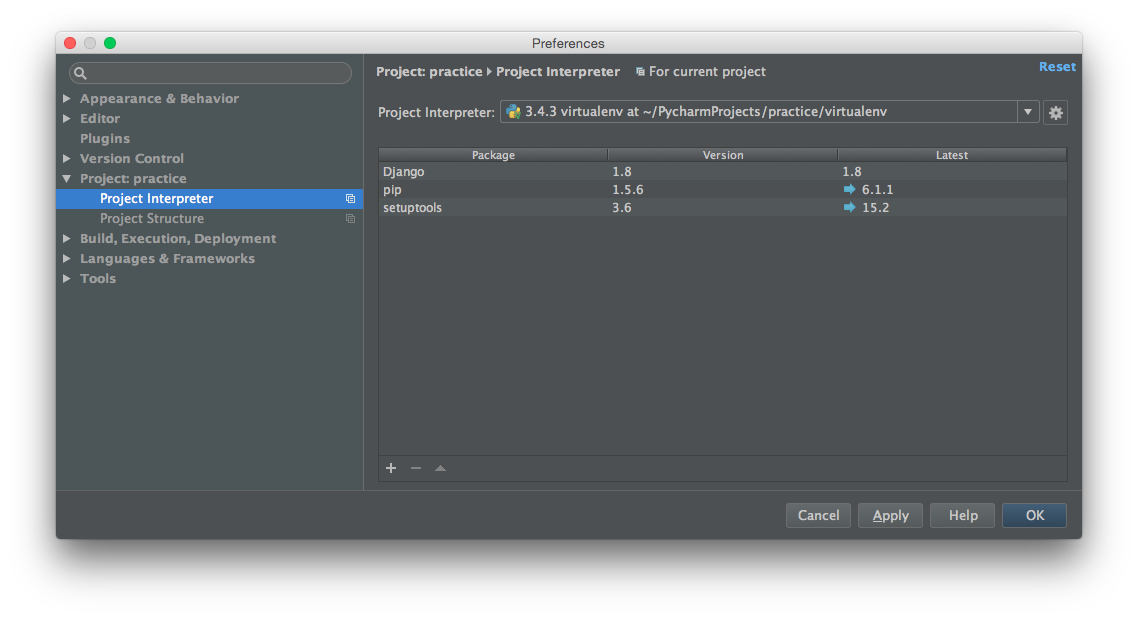 Preferences
Appearance & Behavior
Editor
Plugins
Version Control
Project: practice
Project Interpreter
Project Structure
Build, Execution, Deployment
Languages & Frameworks
Tools
Project: practice Project Interpreter For current project Reset
Project Interpreter: 3.4.3 virtualenv at ~/PycharmProjects/practice/virtualenv
Package Version Latest
Django 1.8 1.8
pip 1.5.6 6.1.1
setuptools 3.6 15.2
Cancel Apply Help OK